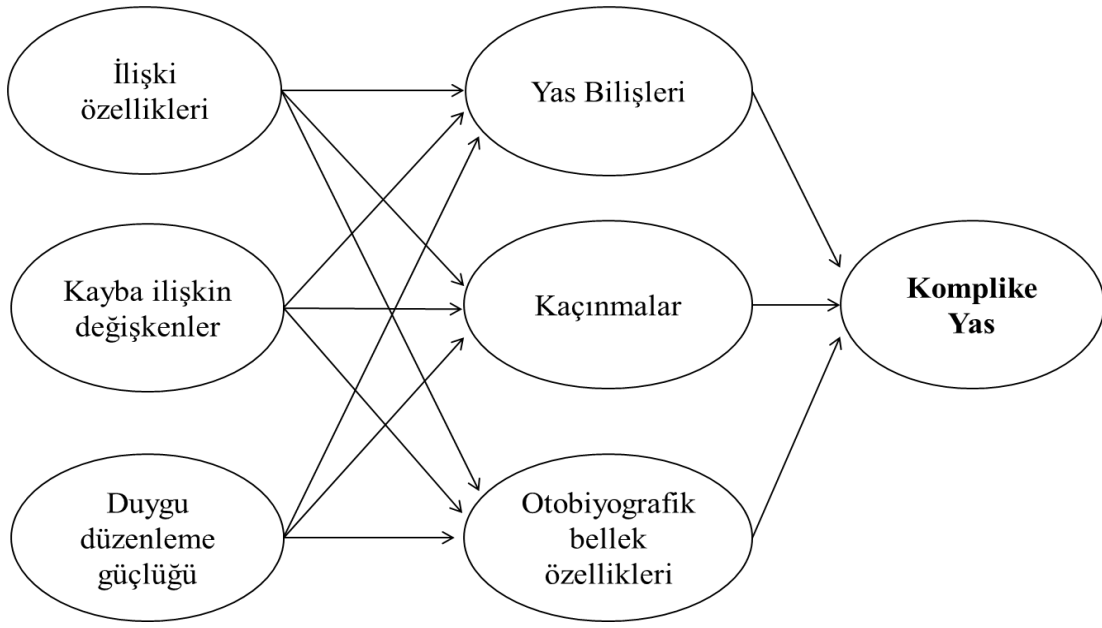 İlişki
özellikleri
Yas Bilişleri
Kayba ilişkin
değişkenler
Kaçınmalar
Komplike
Yas
Duygu
düzenleme
güçlüğü
Otobiyografik
bellek
özellikleri